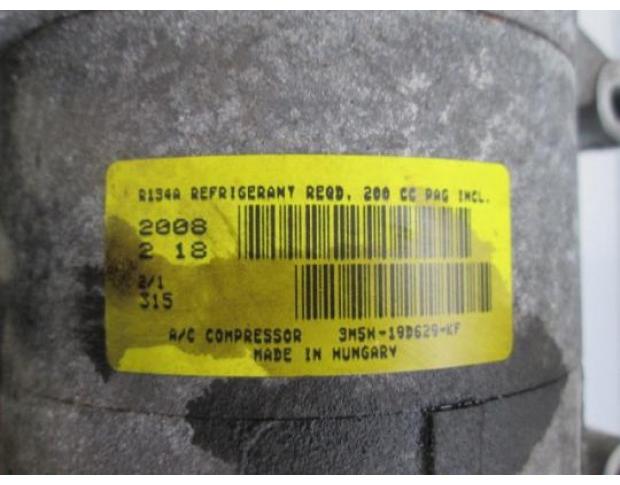 R134A REFRIGERANT REQD, 200 CC PAG INCL.
2008
2 18
2/1
315
A/C COMPRESSOR 3M5H-19D629-KF
MADE IN HUNGARY